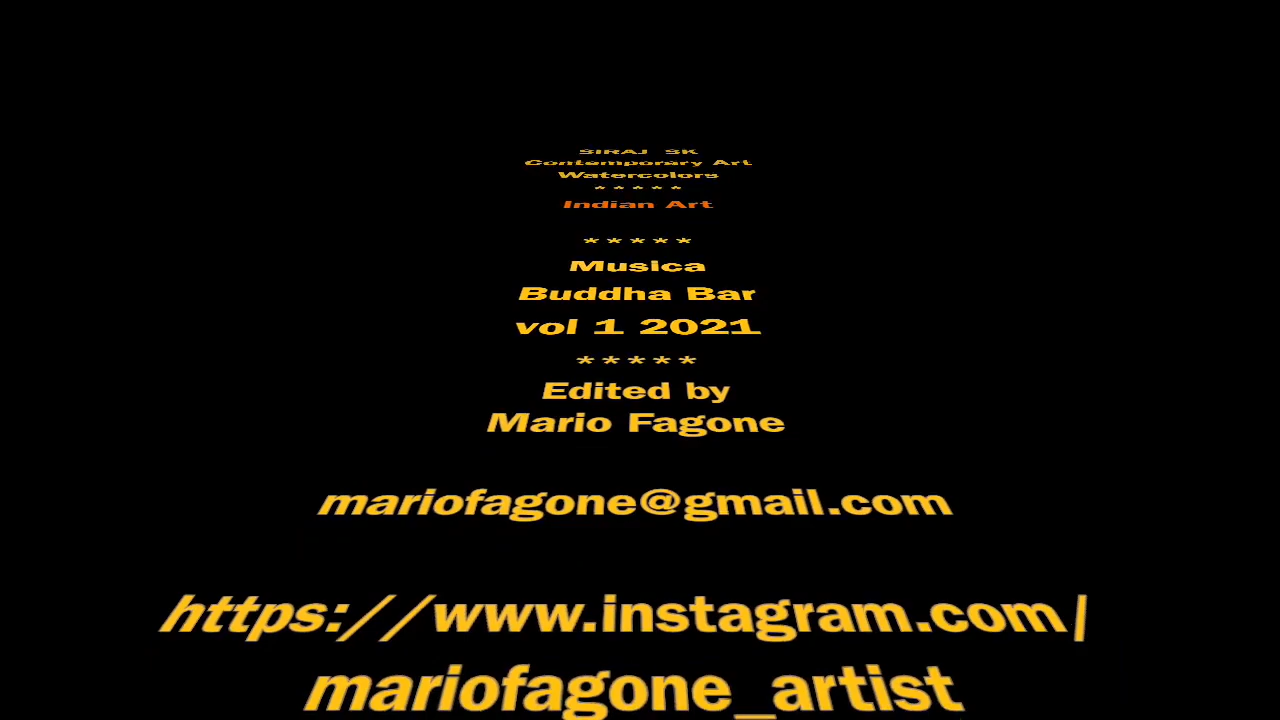 SIRAJ SK
Contemporary Art
Watercolors
* * * * *
Indian Art
* * * * *
Musica
Buddha Bar
vol 1 2021
* * * * *
Edited by
Mario Fagone
mariofagone@gmail.com
https://www.instagram.com/
mariofagone_artist